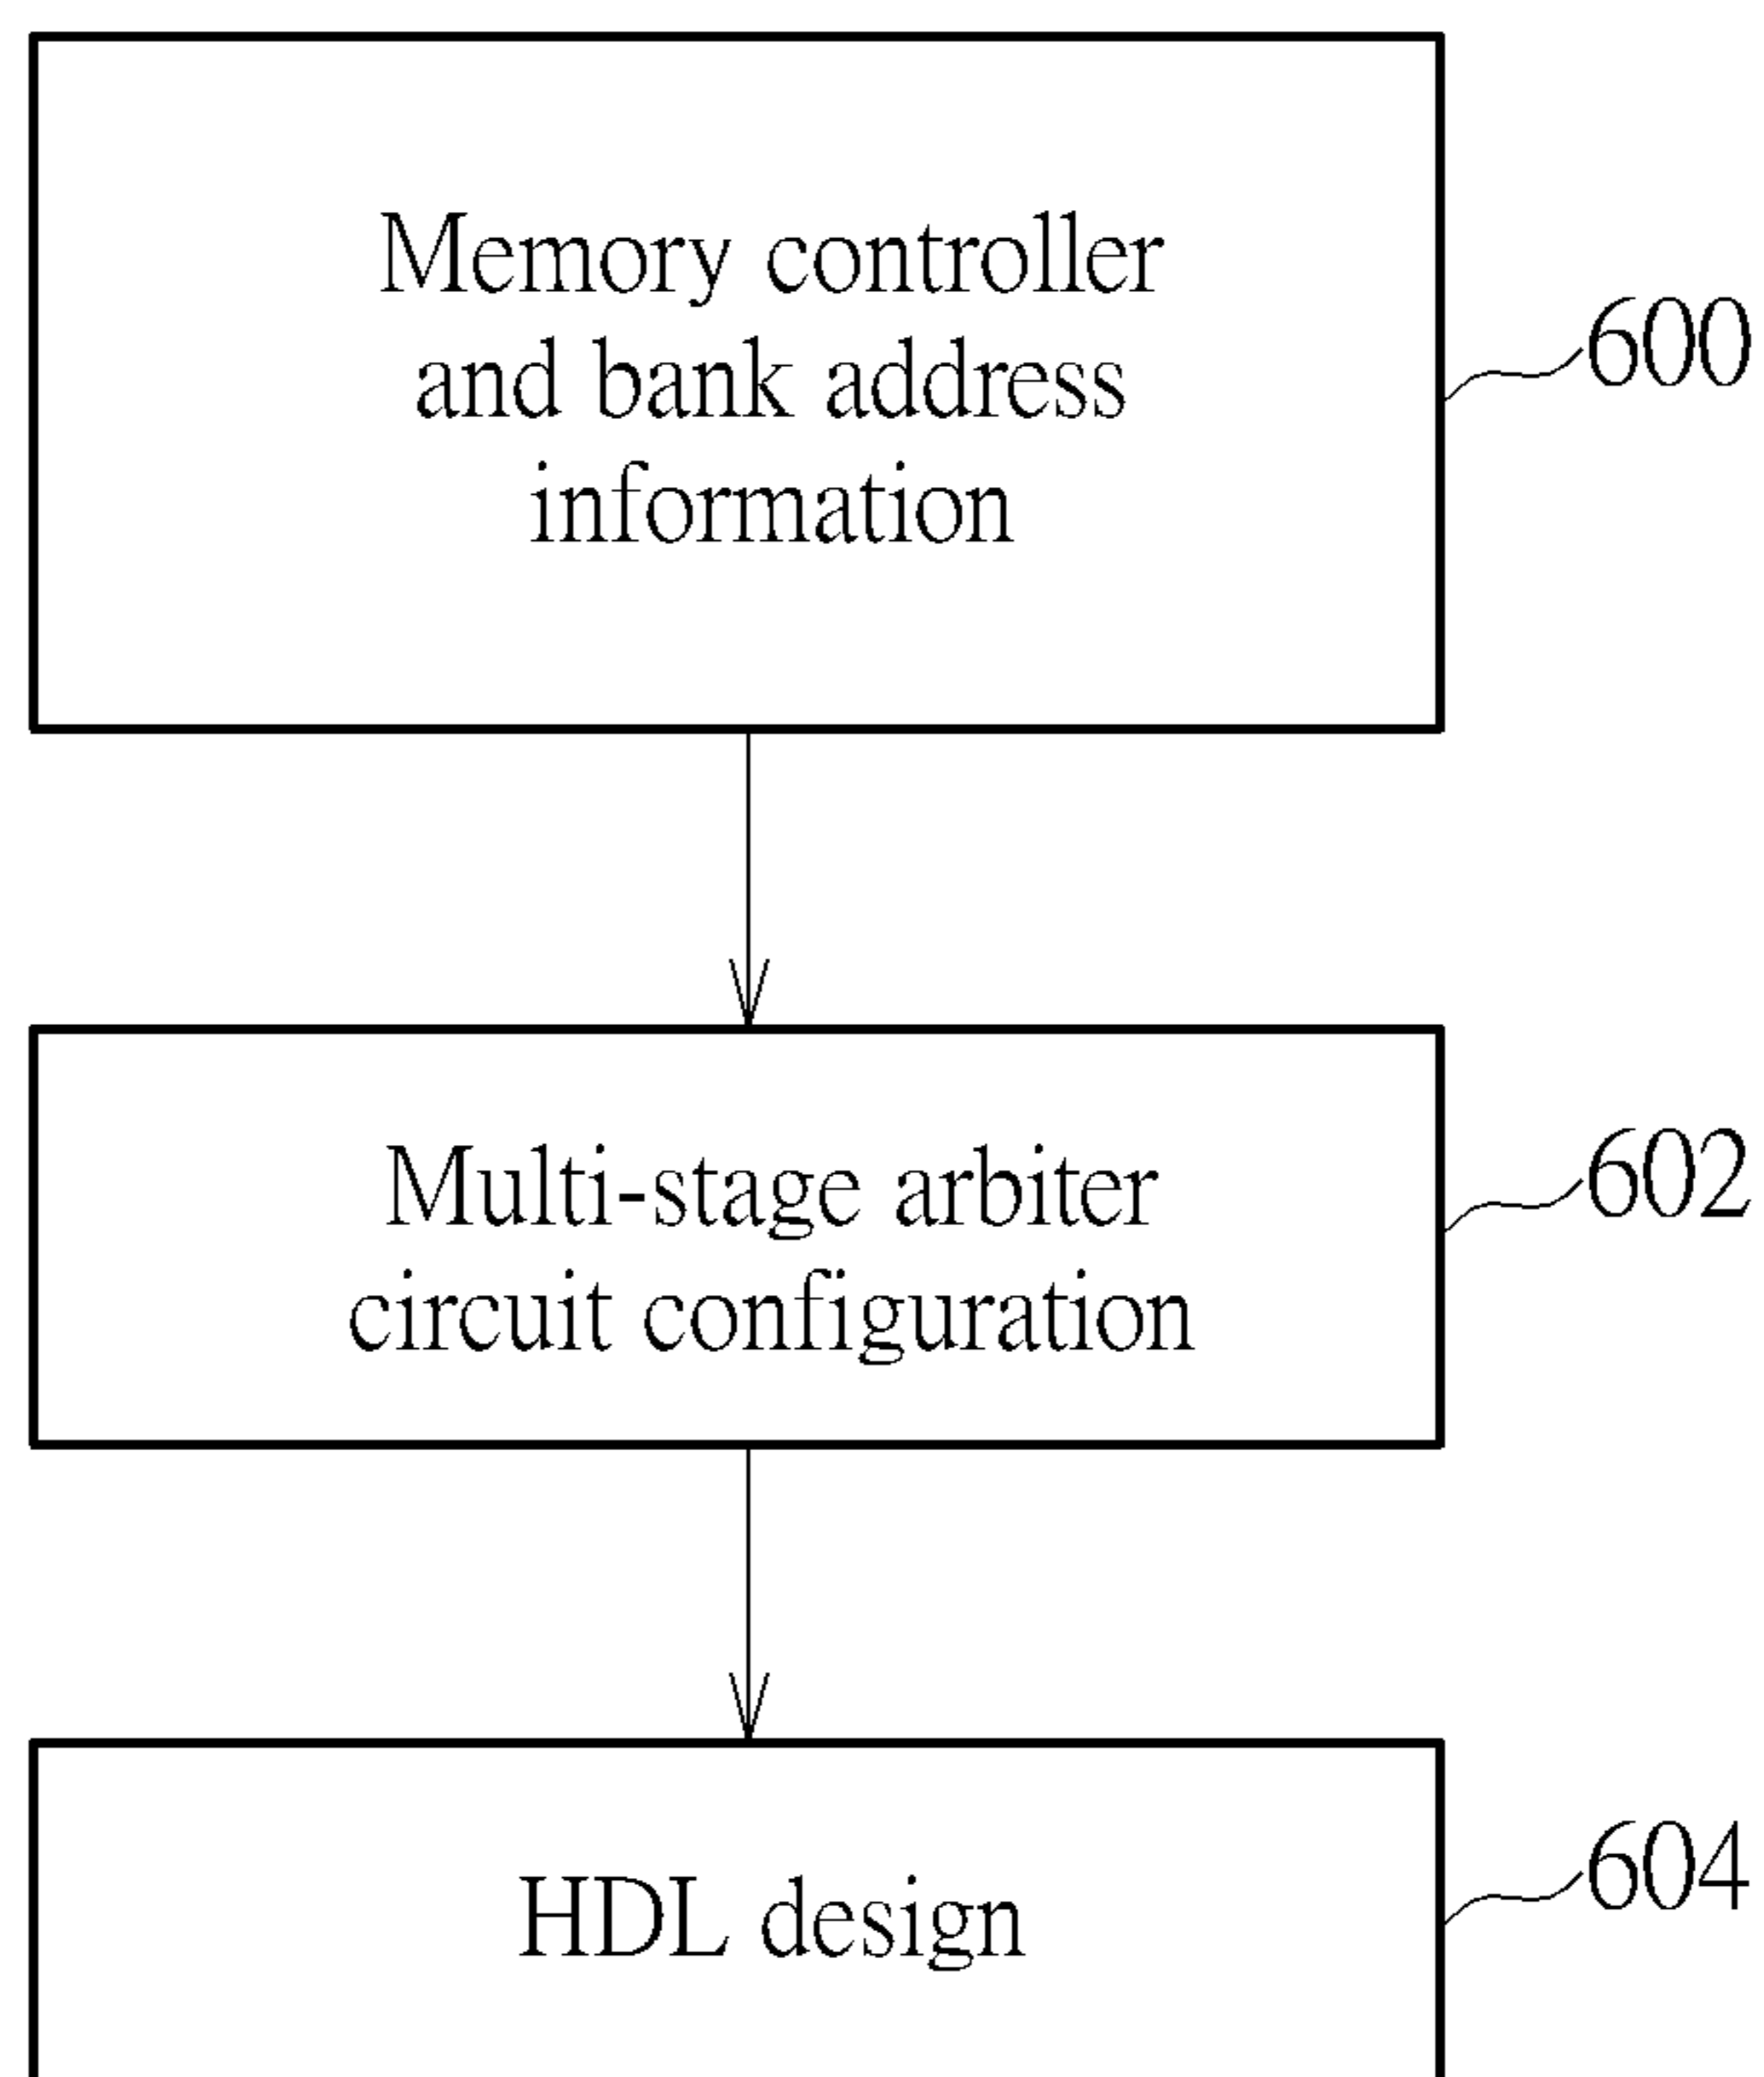 Memory controller
and bank address
information
600
Multi-stage arbiter
circuit configuration
602
HDL design
604